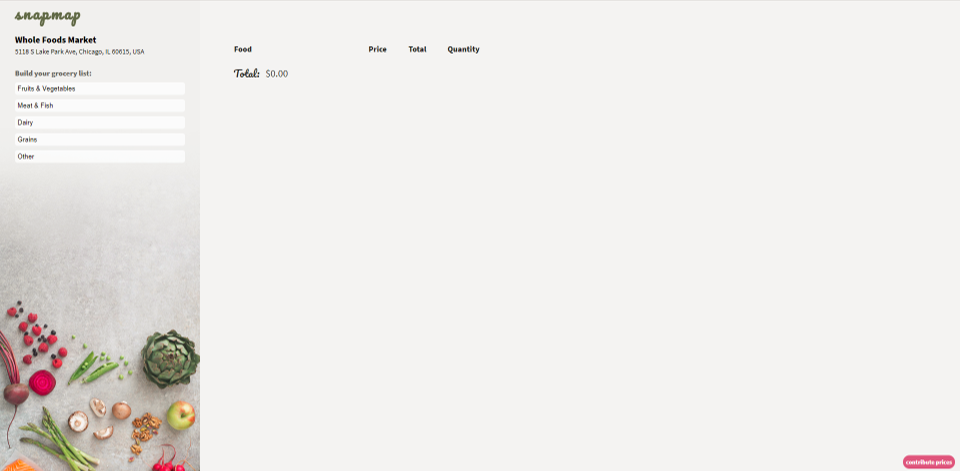 snapmap
Whole Foods Market
5118 S Lake Park Ave, Chicago, IL 60615, USA
Build your grocery list:
Fruits & Vegetables
Meat & Fish
Dairy
Grains
Other
Food Price Total Quantity
Total: $0.00
contribute prices